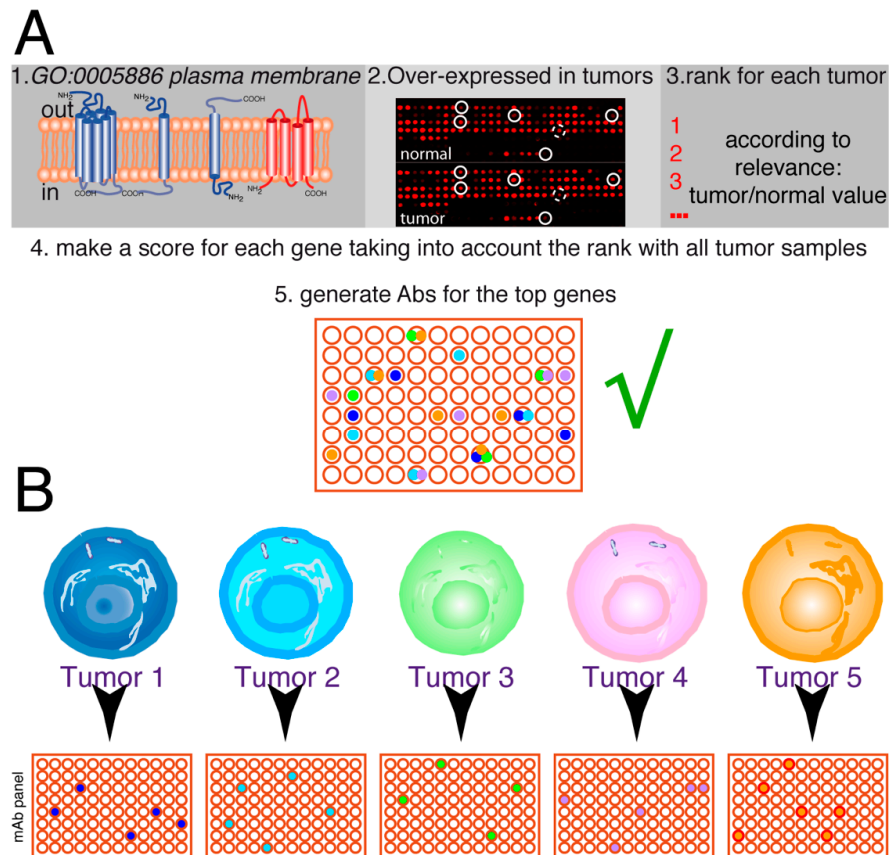 A
1.GO:0005886 plasma membrane
2.Over-expressed in tumors
3.rank for each tumor
NH2
NH2
COOH
out
in
COOH
COOH
NH2
NH2
COOH
normal
tumor
1
2
3
...
according to
relevance:
tumor/normal value
4. make a score for each gene taking into account the rank with all tumor samples
5. generate Abs for the top genes
√
B
Tumor 1
Tumor 2
Tumor 3
Tumor 4
Tumor 5
mAb panel